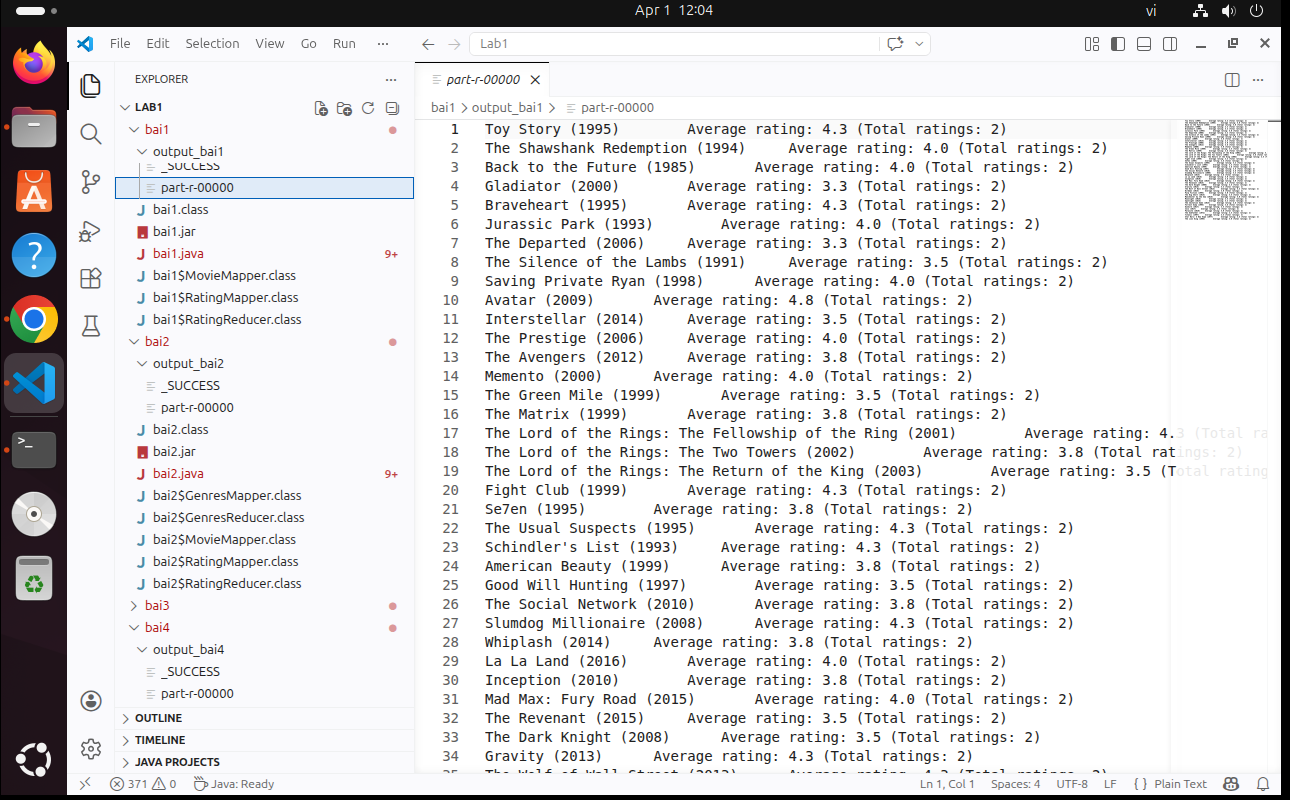 Apr 1 12:04
vi
File Edit Selection View Go Run ···
Lab1
EXPLORER
LAB1
bai1
output_bai1
_SUCCESS
part-r-00000
bai1.class
bai1.jar
bai1.java 9+
bai1$MovieMapper.class
bai1$RatingMapper.class
bai1$RatingReducer.class
bai2
output_bai2
_SUCCESS
part-r-00000
bai2.class
bai2.jar
bai2.java 9+
bai2$GenresMapper.class
bai2$GenresReducer.class
bai2$MovieMapper.class
bai2$RatingMapper.class
bai2$RatingReducer.class
bai3
bai4
output_bai4
_SUCCESS
part-r-00000
OUTLINE
TIMELINE
JAVA PROJECTS
part-r-00000
bai1 > output_bai1 > part-r-00000
1 Toy Story (1995) Average rating: 4.3 (Total ratings: 2)
2 The Shawshank Redemption (1994) Average rating: 4.0 (Total ratings: 2)
3 Back to the Future (1985) Average rating: 4.0 (Total ratings: 2)
4 Gladiator (2000) Average rating: 3.3 (Total ratings: 2)
5 Bravehert (1995) Average rating: 4.3 (Total ratings: 2)
6 Jurassic Park (1993) Average rating: 4.0 (Total ratings: 2)
7 The Departed (2006) Average rating: 3.3 (Total ratings: 2)
8 The Silence of the Lambs (1991) Average rating: 3.5 (Total ratings: 2)
9 Saving Private Ryan (1998) Average rating: 4.0 (Total ratings: 2)
10 Avatar (2009) Average rating: 4.8 (Total ratings: 2)
11 Interstellar (2014) Average rating: 3.5 (Total ratings: 2)
12 The Prestige (2006) Average rating: 4.0 (Total ratings: 2)
13 The Avengers (2012) Average rating: 3.8 (Total ratings: 2)
14 Memento (2000) Average rating: 4.0 (Total ratings: 2)
15 The Green Mile (1999) Average rating: 3.5 (Total ratings: 2)
16 The Matrix (1999) Average rating: 3.8 (Total ratings: 2)
17 The Lord of the Rings: The Fellowship of the Ring (2001) Average rating: 4.3 (Total ra
18 The Lord of the Rings: The Two Towers (2002) Average rating: 3.8 (Total ratings: 2)
19 The Lord of the Rings: The Return of the King (2003) Average rating: 3.5 (Total rating
20 Fight Club (1999) Average rating: 4.3 (Total ratings: 2)
21 Se7en (1995) Average rating: 3.8 (Total ratings: 2)
22 The Usual Suspects (1995) Average rating: 4.3 (Total ratings: 2)
23 Schindler's List (1993) Average rating: 4.3 (Total ratings: 2)
24 American Beauty (1999) Average rating: 3.8 (Total ratings: 2)
25 Good Will Hunting (1997) Average rating: 3.5 (Total ratings: 2)
26 The Social Network (2010) Average rating: 3.8 (Total ratings: 2)
27 Slumdog Millionaire (2008) Average rating: 4.3 (Total ratings: 2)
28 Whiplash (2014) Average rating: 3.8 (Total ratings: 2)
29 La La Land (2016) Average rating: 4.0 (Total ratings: 2)
30 Inception (2010) Average rating: 3.8 (Total ratings: 2)
31 Mad Max: Fury Road (2015) Average rating: 4.0 (Total ratings: 2)
32 The Revenant (2015) Average rating: 3.5 (Total ratings: 2)
33 The Dark Knight (2008) Average rating: 3.5 (Total ratings: 2)
34 Gravity (2013) Average rating: 4.3 (Total ratings: 2)
371 0 Java: Ready
Ln 1, Col 1 Spaces: 4 UTF-8 LF { } Plain Text